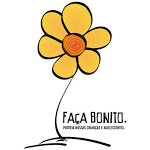 FAÇA BONITO.
PROTEJA NOSSAS CRIANÇAS E ADOLESCENTES.